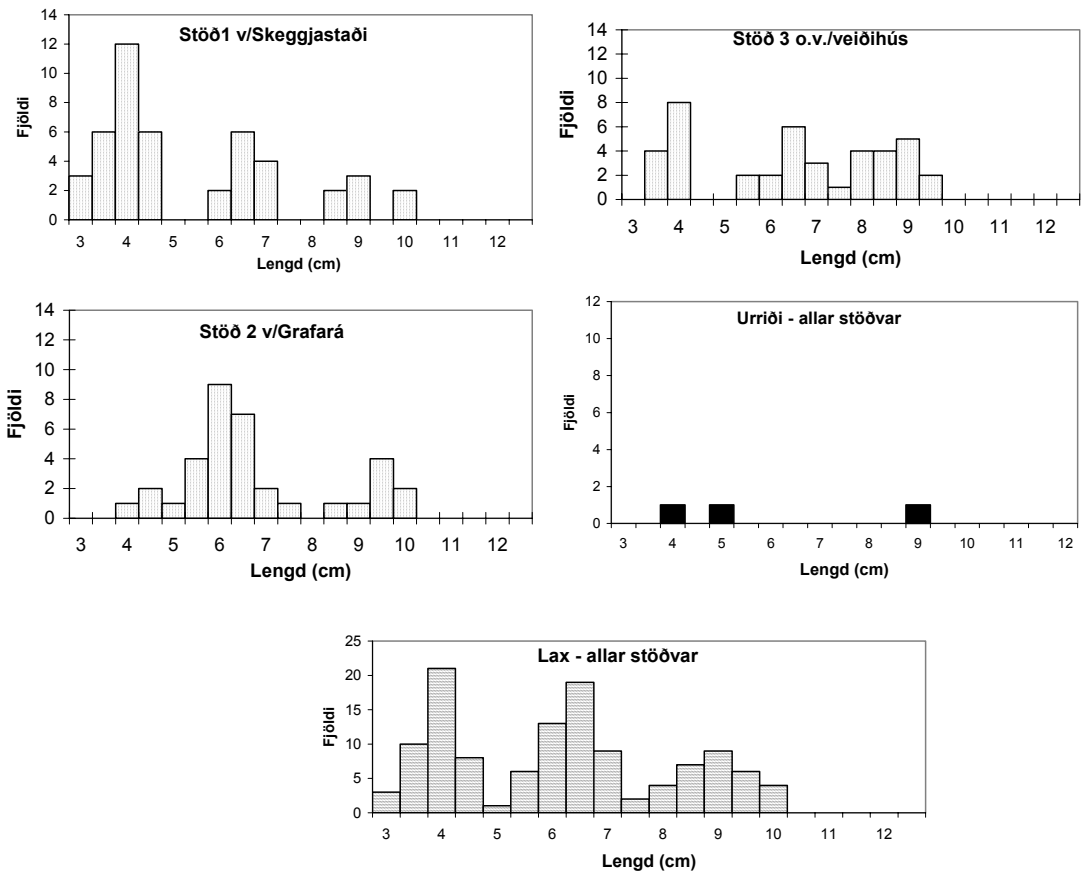 Stöð1 v/Skeggjastaði
Fjöldi
14
12
10
8
6
4
2
0
3 4 5 6 7 8 9 10 11 12
Lengd (cm)
Stöð 3 o.v./veiðihús
Fjöldi
14
12
10
8
6
4
2
0
3 4 5 6 7 8 9 10 11 12
Lengd (cm)
Stöð 2 v/Grafará
Fjöldi
14
12
10
8
6
4
2
0
3 4 5 6 7 8 9 10 11 12
Lengd (cm)
Urriði - allar stöðvar
Fjöldi
12
10
8
6
4
2
0
3 4 5 6 7 8 9 10 11 12
Lengd (cm)
Lax - allar stöðvar
Fjöldi
25
20
15
10
5
0
3 4 5 6 7 8 9 10 11 12
Lengd (cm)